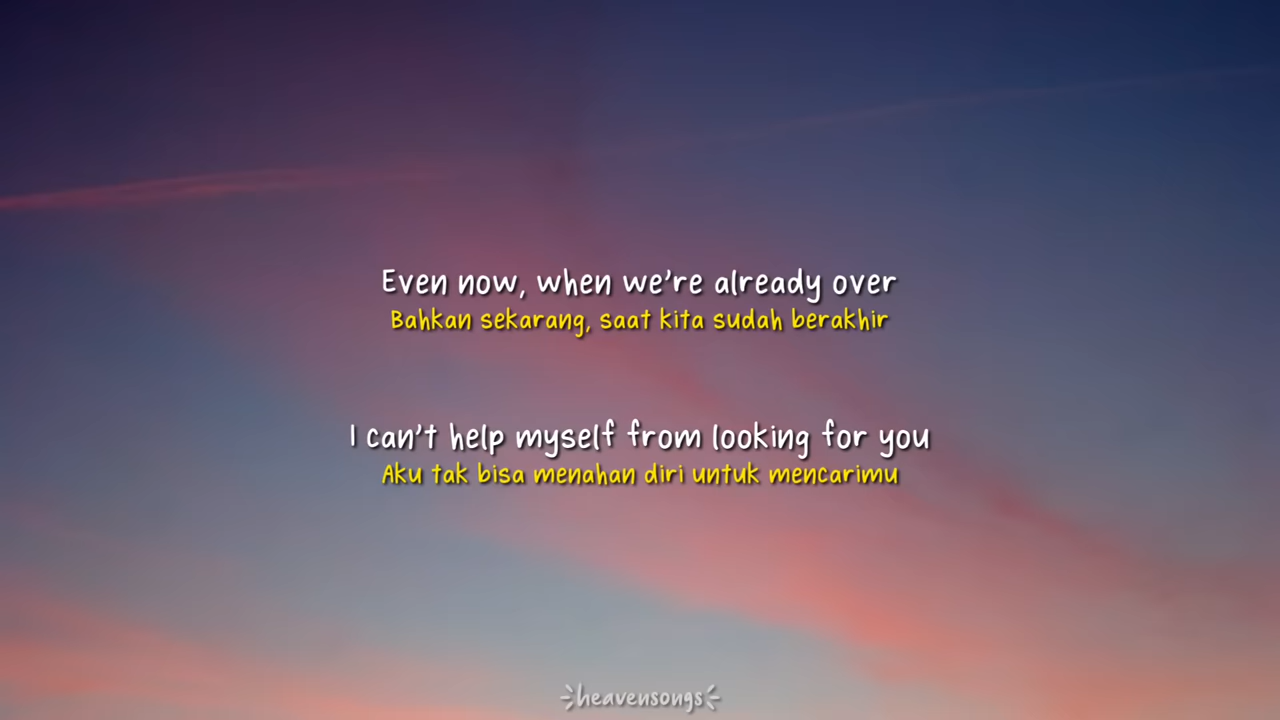 Even now, when we're already over
Bahkan sekarang, saat kita sudah berakhir
I can't help myself from looking for you
Aku tak bisa menahan diri untuk mencarimu
heavensongs